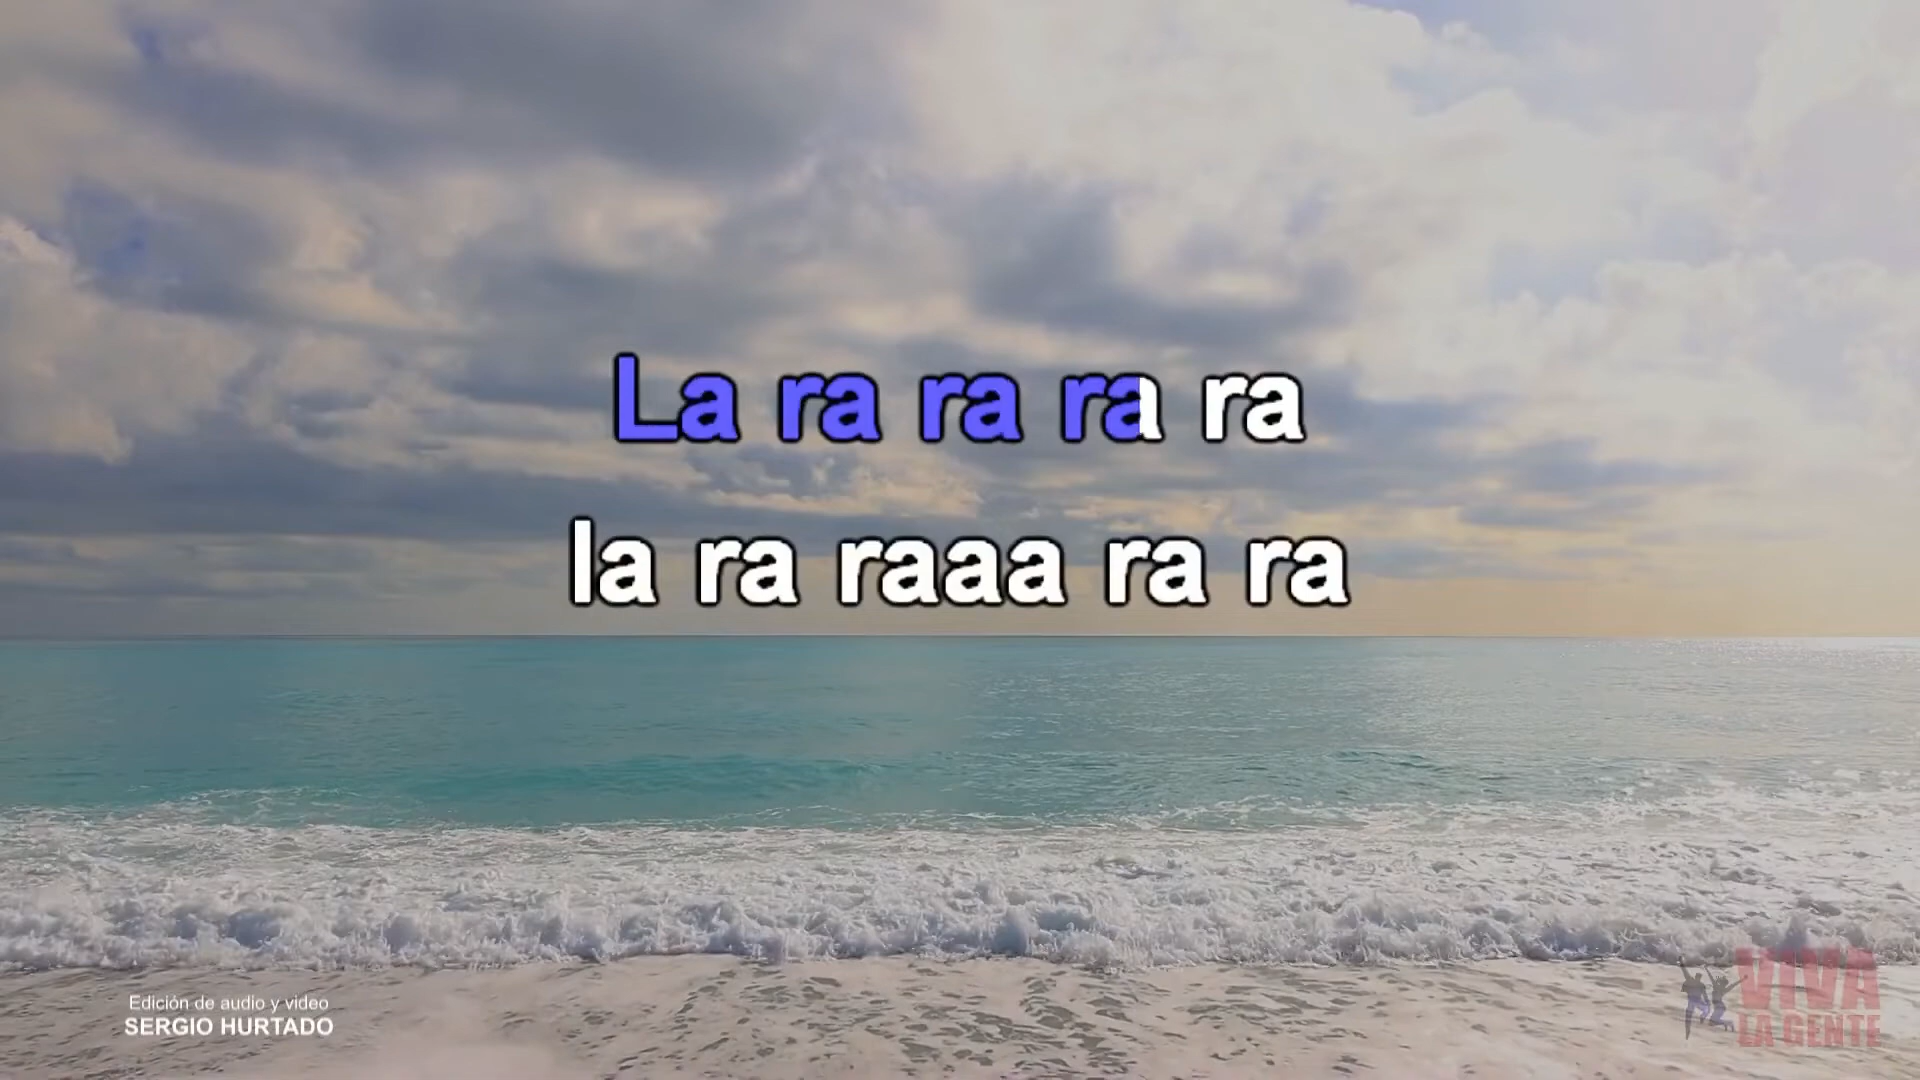 La ra ra ra ra
la ra raaa ra ra
Edición de audio y video
SERGIO HURTADO
VIVA
LA GENTE